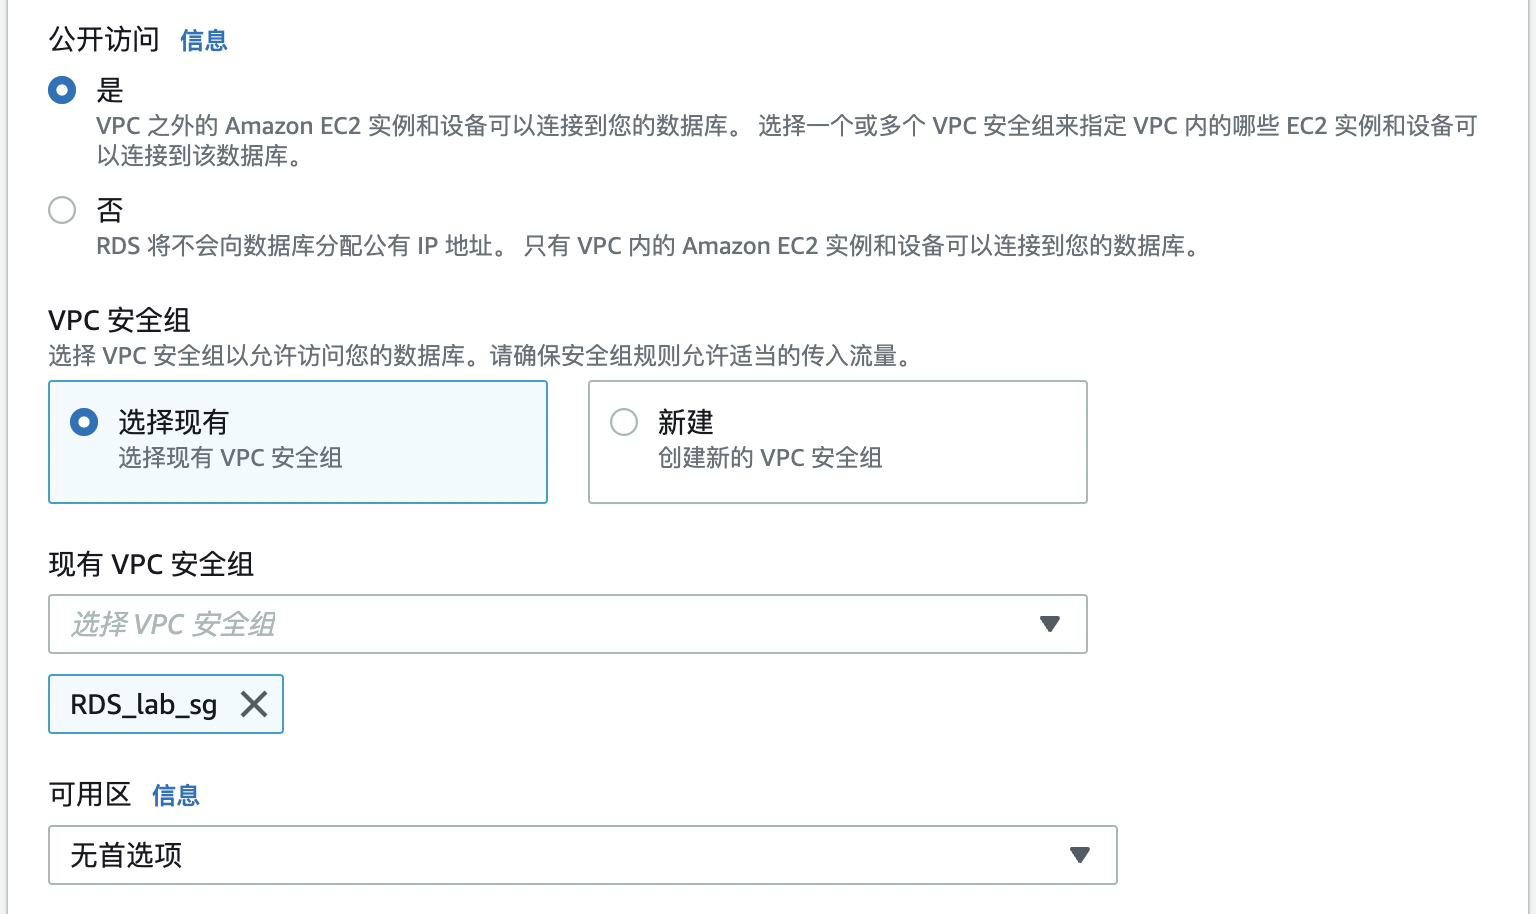 公开访问 信息
是
VPC 之外的 Amazon EC2 实例和设备可以连接到您的数据库。 选择一个或多个 VPC 安全组来指定 VPC 内的哪些 EC2 实例和设备可
以连接到该数据库。
否
RDS 将不会向数据库分配公有 IP 地址。 只有 VPC 内的 Amazon EC2 实例和设备可以连接到您的数据库。
VPC 安全组
选择 VPC 安全组以允许访问您的数据库。请确保安全组规则允许适当的传入流量。
选择现有
选择现有 VPC 安全组
新建
创建新的 VPC 安全组
现有 VPC 安全组
选择 VPC 安全组
RDS_lab_sg
可用区 信息
无首选项